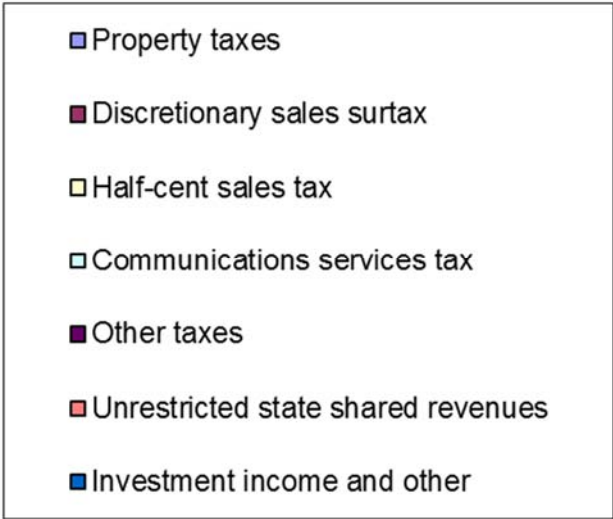 Property taxes
Discretionary sales surtax
Half-cent sales tax
Communications services tax
Other taxes
Unrestricted state shared revenues
Investment income and other